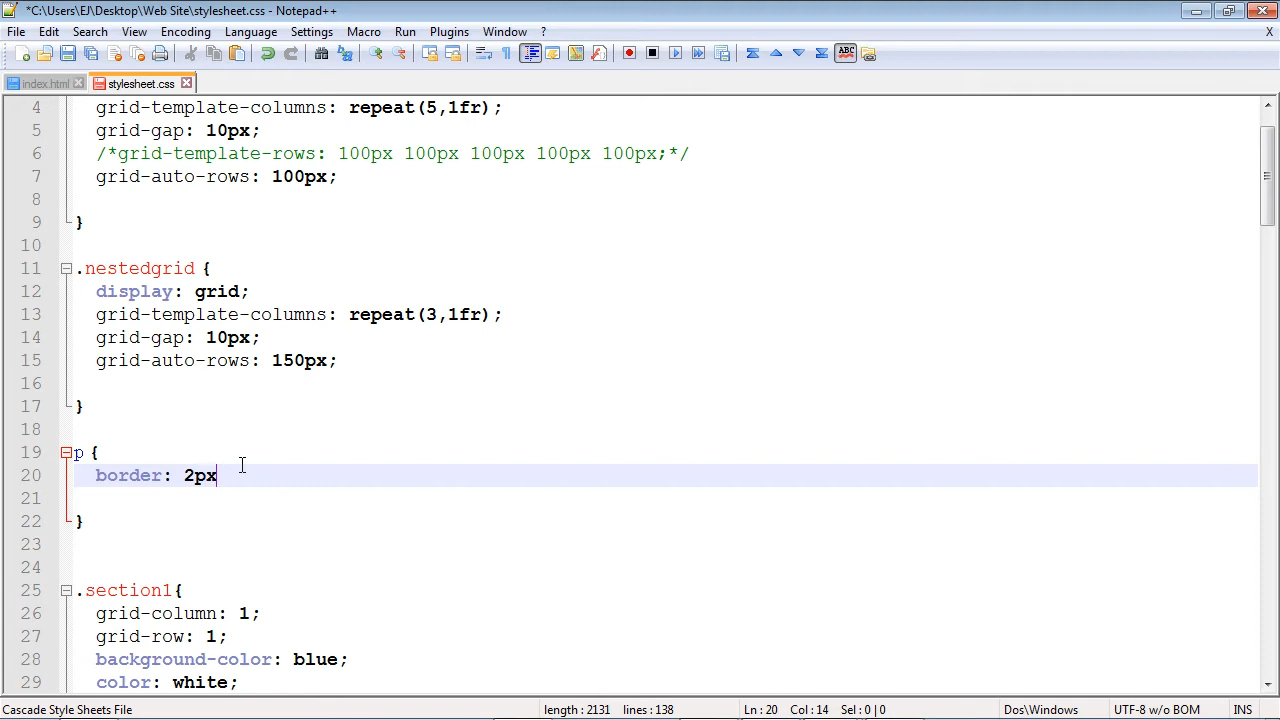 *C:\Users\EJ\Desktop\Web Site\stylesheet.css - Notepad++
File Edit Search View Encoding Language Settings Macro Run Plugins Window ? X
index.html stylesheet.css
4 grid-template-columns: repeat(5,1fr);
5 grid-gap: 10px;
6 /*grid-template-rows: 100px 100px 100px 100px 100px;*/
7 grid-auto-rows: 100px;
8
9 }
10
11 .nestedgrid {
12 display: grid;
13 grid-template-columns: repeat(3,1fr);
14 grid-gap: 10px;
15 grid-auto-rows: 150px;
16
17 }
18
19 p {
20 border: 2px
21
22 }
23
24
25 .section1{
26 grid-column: 1;
27 grid-row: 1;
28 background-color: blue;
29 color: white;
Cascade Style Sheets File length : 2131 lines : 138 Ln : 20 Col : 14 Sel : 0 | 0 Dos\Windows UTF-8 w/o BOM INS